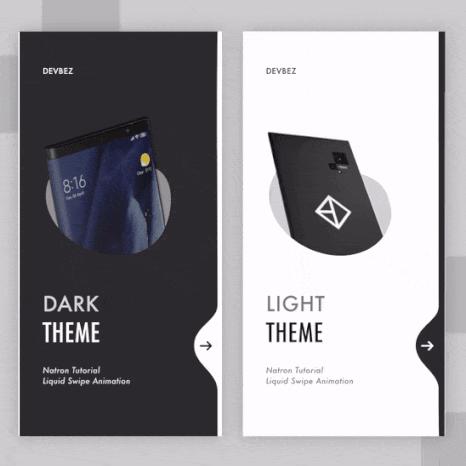 DEVBEZ
8:16
DARK
THEME
Natron Tutorial
Liquid Swipe Animation
DEVBEZ
LIGHT
THEME
Natron Tutorial
Liquid Swipe Animation